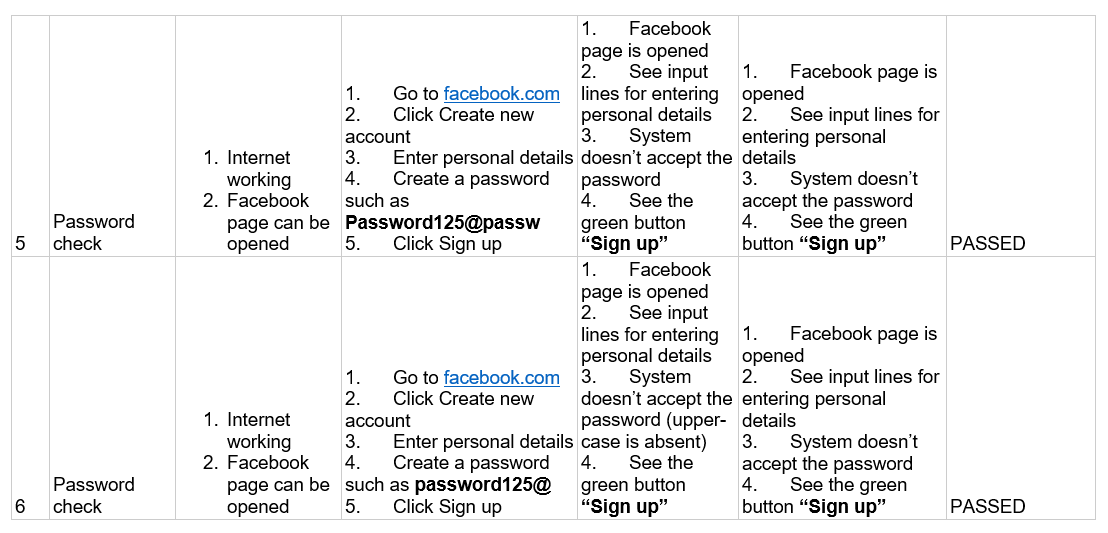 5
Password
check
1. Internet
working
2. Facebook
page can be
opened
1. Go to facebook.com
2. Click Create new
account
3. Enter personal details
4. Create a password
such as
Password125@passw
5. Click Sign up
1. Facebook
page is opened
2. See input
lines for entering
personal details
3. System
doesn’t accept the
password
4. See the
green button
“Sign up”
1. Facebook page is
opened
2. See input lines for
entering personal
details
3. System doesn’t
accept the password
4. See the green
button “Sign up”
PASSED
6
Password
check
1. Internet
working
2. Facebook
page can be
opened
1. Go to facebook.com
2. Click Create new
account
3. Enter personal details
4. Create a password
such as password125@
5. Click Sign up
1. Facebook
page is opened
2. See input
lines for entering
personal details
3. System
doesn’t accept the
password (upper-
case is absent)
4. See the
green button
“Sign up”
1. Facebook page is
opened
2. See input lines for
entering personal
details
3. System doesn’t
accept the password
4. See the green
button “Sign up”
PASSED